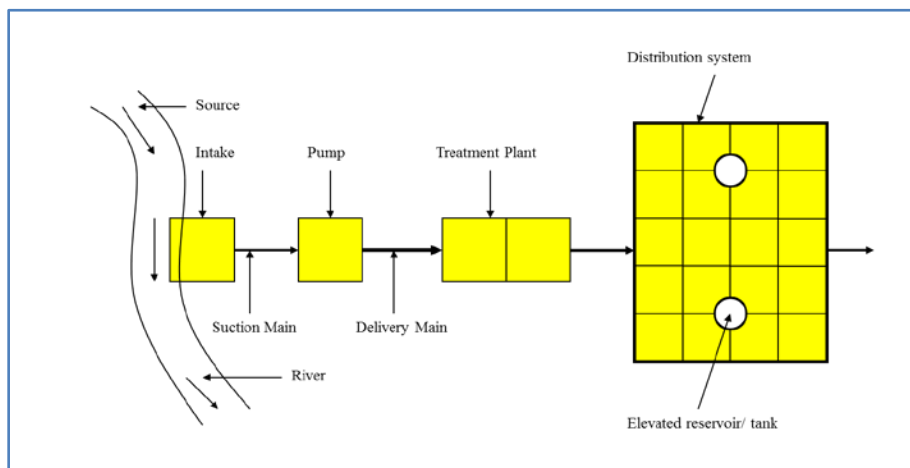 Distribution system
Source
Intake
Pump
Treatment Plant
Suction Main
Delivery Main
River
Elevated reservoir/ tank